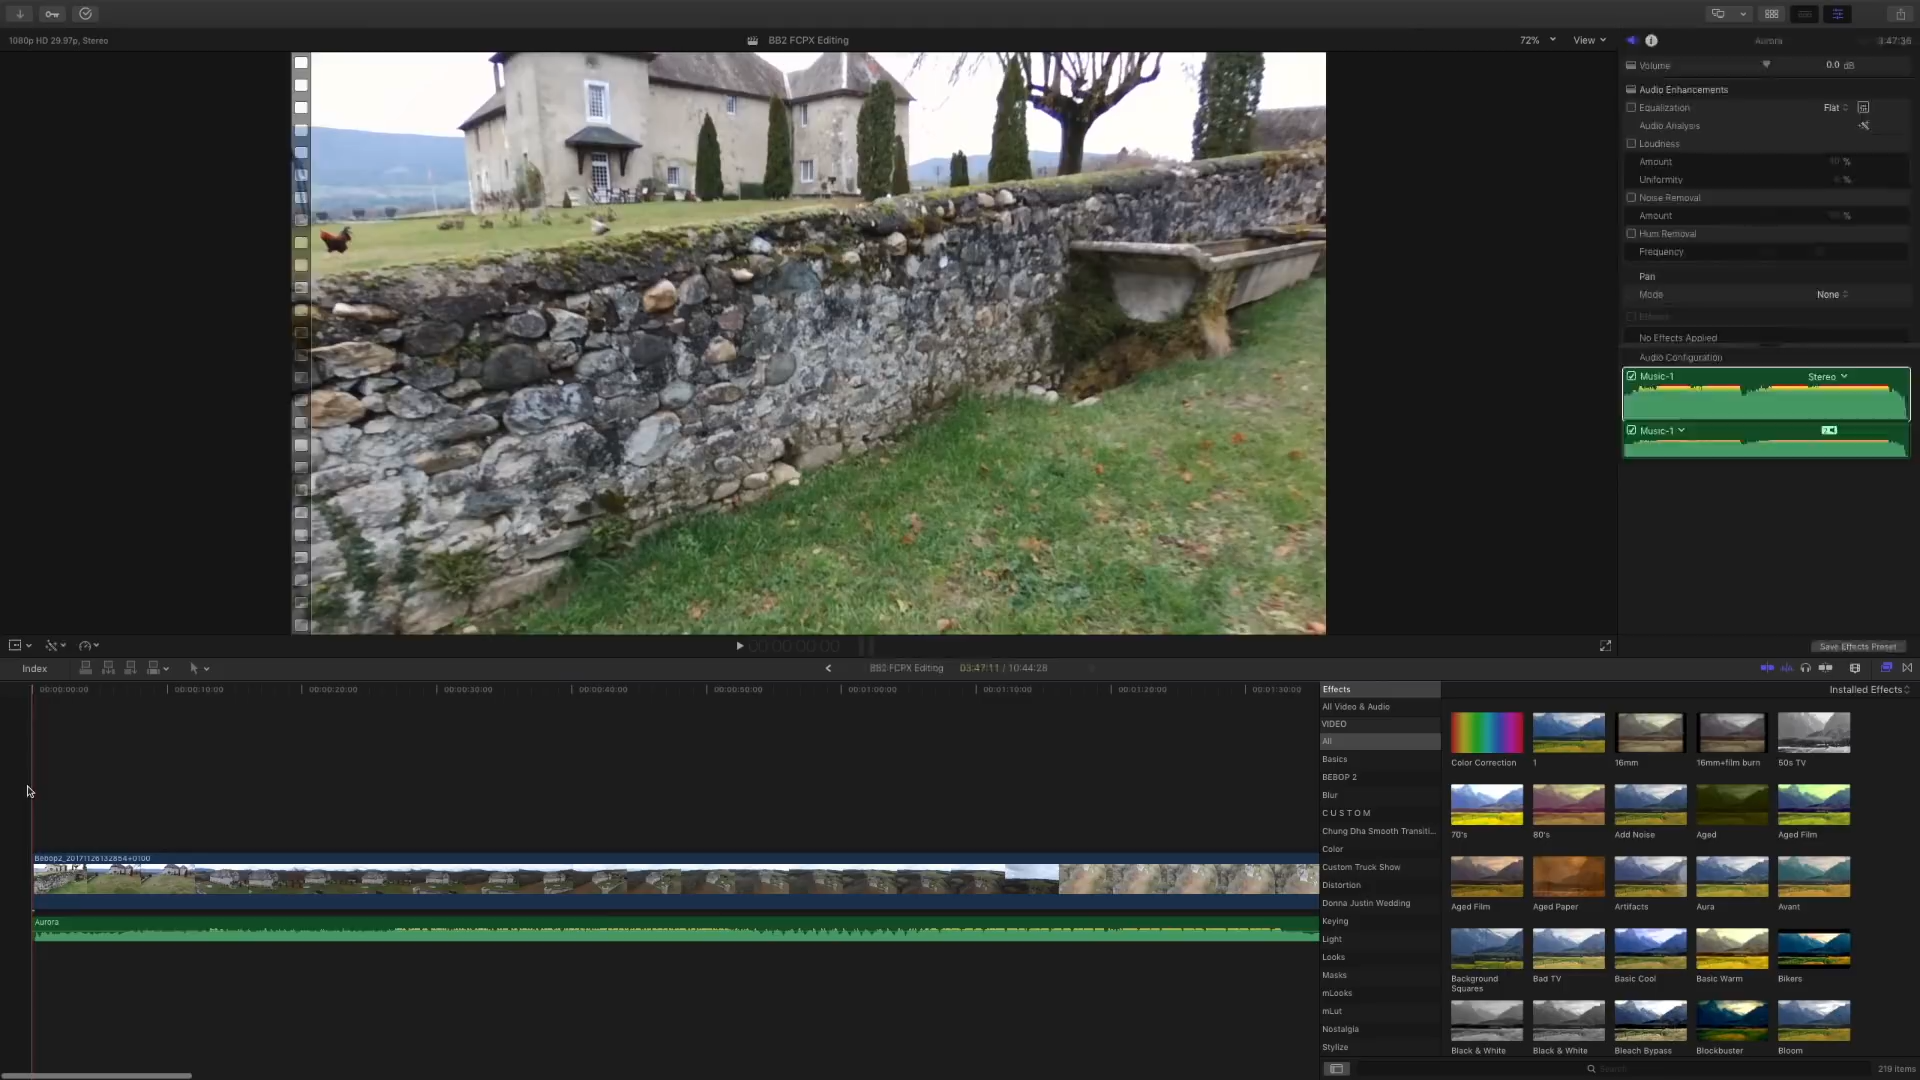 1080p HD 29.97p, Stereo
BB2 FCPX Editing
72%
View
Aurora
3:47:36
Volume
0.0 dB
Audio Enhancements
Equalization
Flat
Audio Analysis
Loudness
Amount
%
Uniformity
%
Noise Removal
Amount
%
Hum Removal
Frequency
Pan
Mode
None
No Effects Applied
Audio Configuration
Music-1
Stereo
Music-1
Save Effects Preset
00:00:00:00
Index
BB2 FCPX Editing
03:47:11 / 10:44:28
00:00:00:00
00:00:10:00
00:00:20:00
00:00:30:00
00:00:40:00
00:00:50:00
00:01:00:00
00:01:10:00
00:01:20:00
00:01:30:00
Bebop2_20171126132854+0100
Aurora
Effects
Installed Effects
All Video & Audio
VIDEO
All
Basics
BEBOP 2
Blur
C U S T O M
Chung Dha Smooth Transiti...
Color
Custom Truck Show
Distortion
Donna Justin Wedding
Keying
Light
Looks
Masks
mLooks
mLut
Nostalgia
Stylize
Color Correction
1
16mm
16mm+film burn
50s TV
70's
80's
Add Noise
Aged
Aged Film
Aged Film
Aged Paper
Artifacts
Aura
Avant
Background Squares
Bad TV
Basic Cool
Basic Warm
Bikers
Black & White
Black & White
Bleach Bypass
Blockbuster
Bloom
Search
219 items